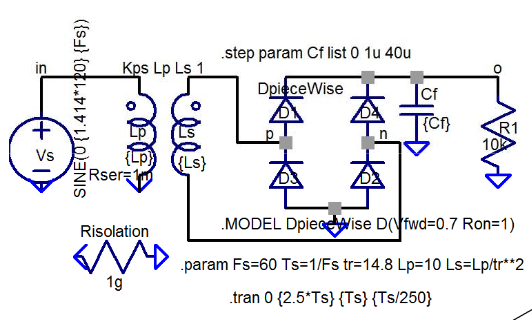 .step param Cf list 0 1u 40u
in
Kps Lp Ls 1
o
SINE(0 {1.414*120} {Fs})
DpieceWise
Cf
D1
D4
{Cf}
R1
10k
Vs
Lp
{Lp}
Ls
{Ls}
p
n
Rser=1m
D3
D2
.MODEL DpieceWise D(Vfwd=0.7 Ron=1)
Risolation
1g
.param Fs=60 Ts=1/Fs tr=14.8 Lp=10 Ls=Lp/tr**2
.tran 0 {2.5*Ts} {Ts} {Ts/250}